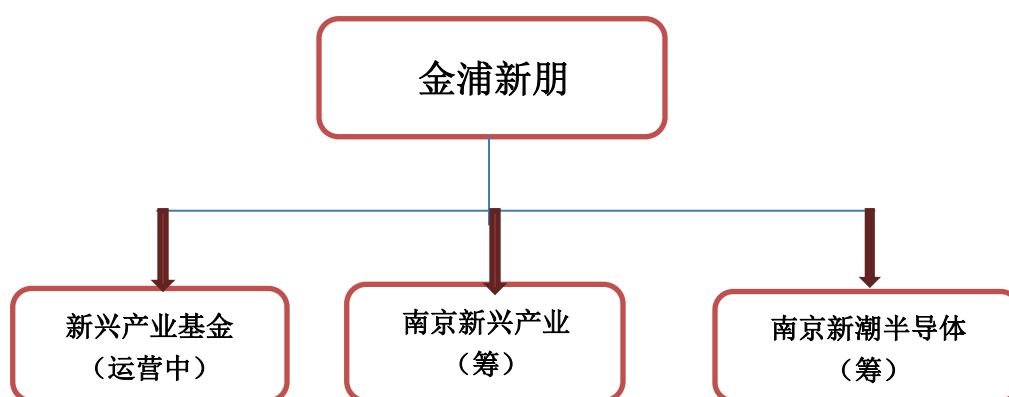 金浦新朋
新兴产业基金
（运营中）
南京新兴产业
（筹）
南京新潮半导体
（筹）